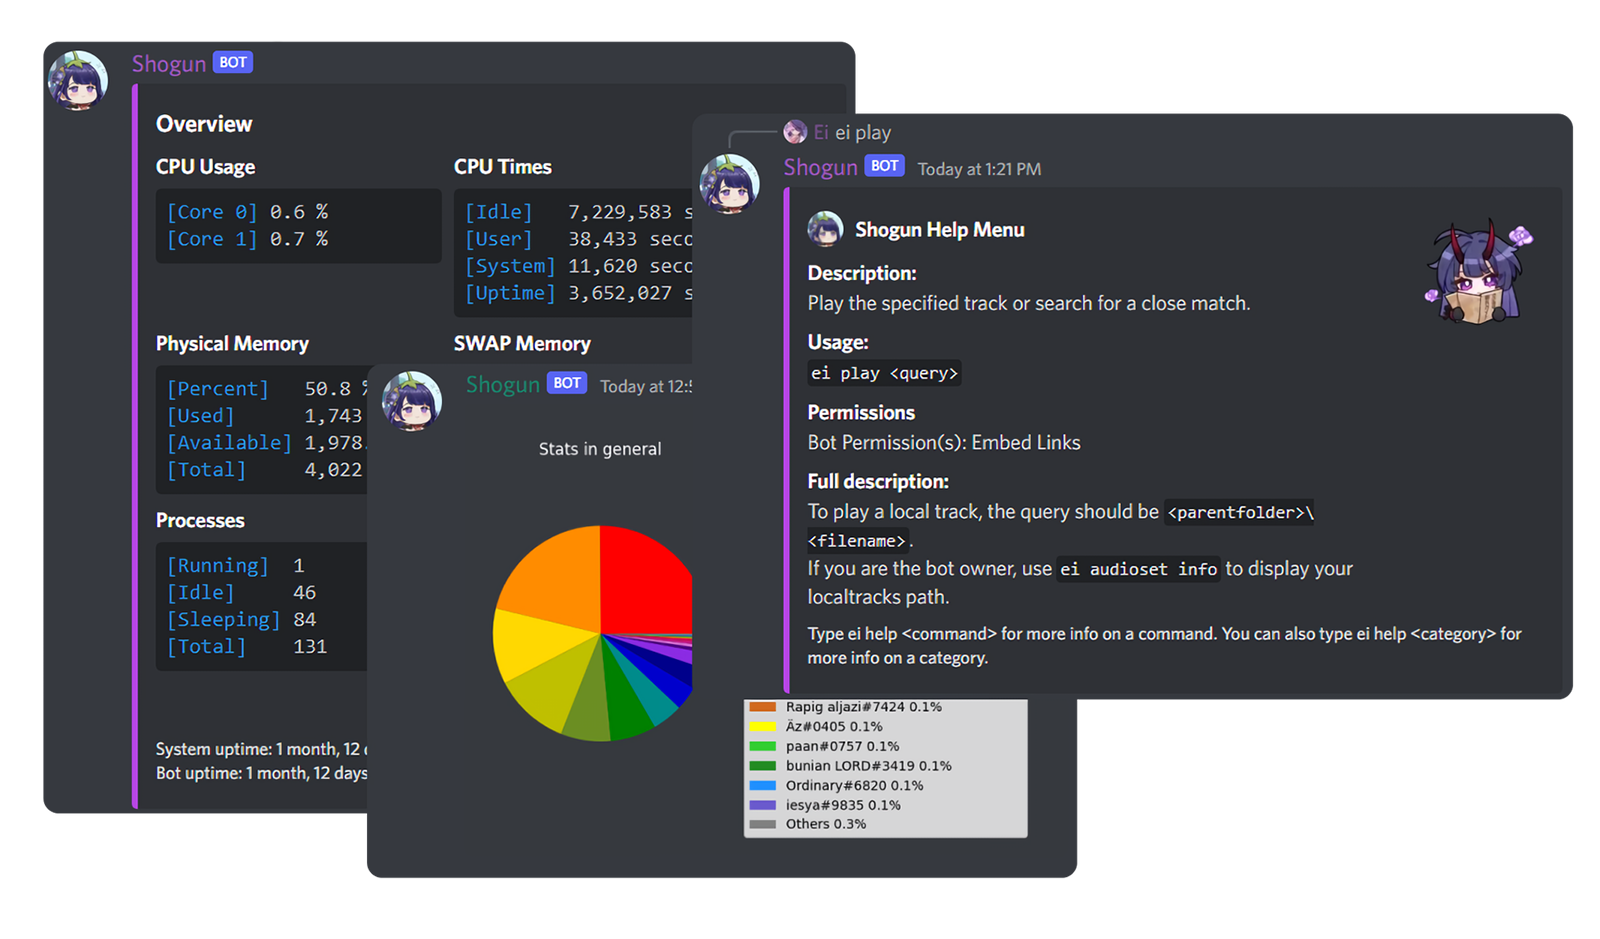 Shogun BOT
Overview
CPU Usage
[Core 0] 0.6 %
[Core 1] 0.7 %
CPU Times
[Idle] 7,229,583 s
[User] 38,433 seco
[System] 11,620 seco
[Uptime] 3,652,027 s
Physical Memory
[Percent] 50.8 %
[Used] 1,743
[Available] 1,978.
[Total] 4,022
SWAP Memory
Processes
[Running] 1
[Idle] 46
[Sleeping] 84
[Total] 131
System uptime: 1 month, 12 d
Bot uptime: 1 month, 12 days
Shogun BOT Today at 12:5
Stats in general
Rapig aljazi#7424 0.1%
Äz#0405 0.1%
paan#0757 0.1%
bunian LORD#3419 0.1%
Ordinary#6820 0.1%
iesya#9835 0.1%
Others 0.3%
Ei ei play
Shogun BOT Today at 1:21 PM
Shogun Help Menu
Description:
Play the specified track or search for a close match.
Usage:
ei play <query>
Permissions
Bot Permission(s): Embed Links
Full description:
To play a local track, the query should be <parentfolder>\
<filename>.
If you are the bot owner, use ei audioset info to display your
localtracks path.
Type ei help <command> for more info on a command. You can also type ei help <category> for
more info on a category.